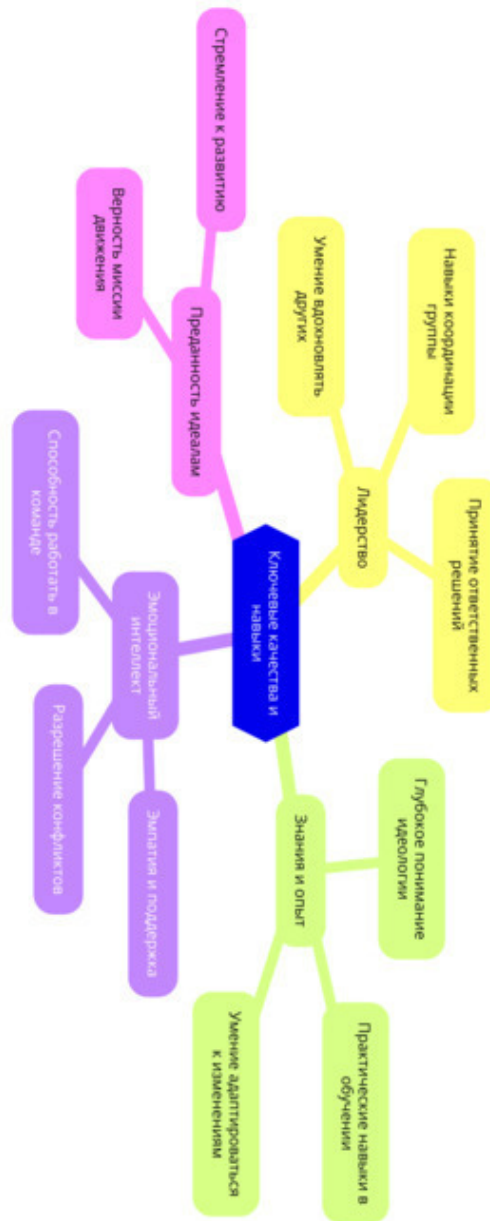 Ключевые качества и
навыки
Лидерство
Навыки координации
группы
Умение вдохновлять
других
Принятие ответственных
решений
Знания и опыт
Глубокое понимание
идеологии
Практические навыки в
обучении
Умение адаптироваться
к изменениям
Эмоциональный
интеллект
Эмпатия и поддержка
Разрешение конфликтов
Способность работать в
команде
Преданность идеалам
Стремление к развитию
Верность миссии
движения